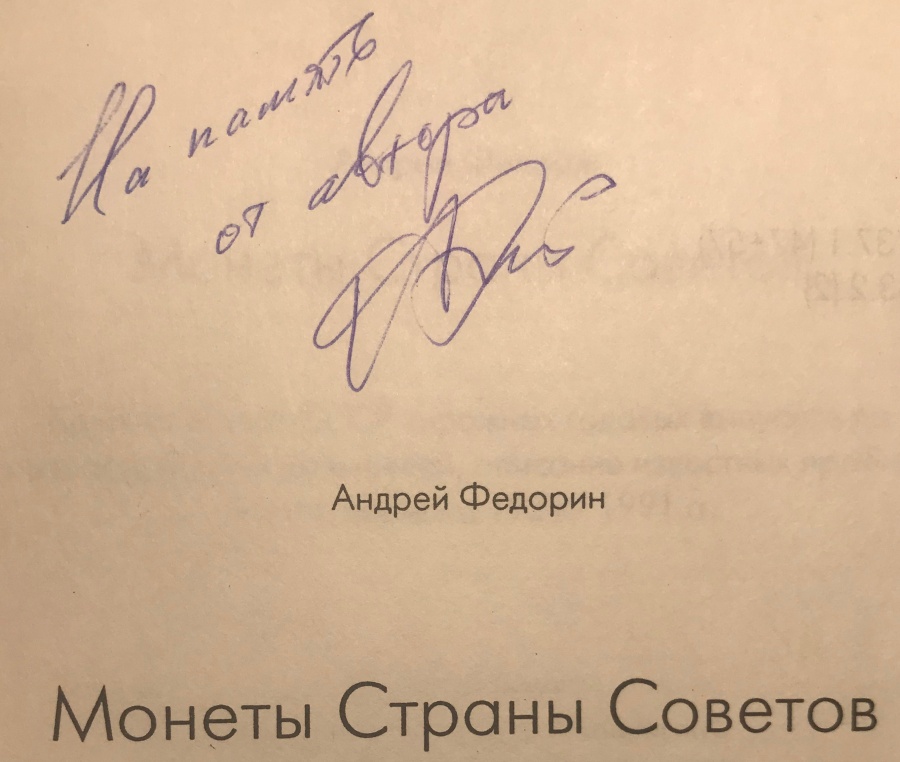 На память
от автора
Андрей Федорин
Монеты Страны Советов